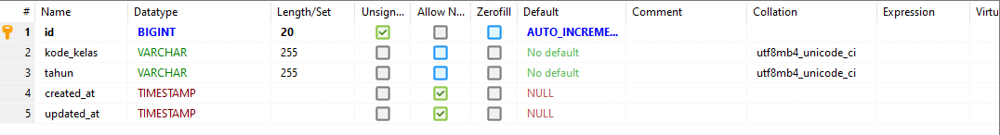 # Name Datatype Length/Set Unsign... Allow N... Zerofill Default Comment Collation Expression Virtu
1 id BIGINT 20 AUTO_INCREME...
2 kode_kelas VARCHAR 255 No default utf8mb4_unicode_ci
3 tahun VARCHAR 255 No default utf8mb4_unicode_ci
4 created_at TIMESTAMP NULL
5 updated_at TIMESTAMP NULL